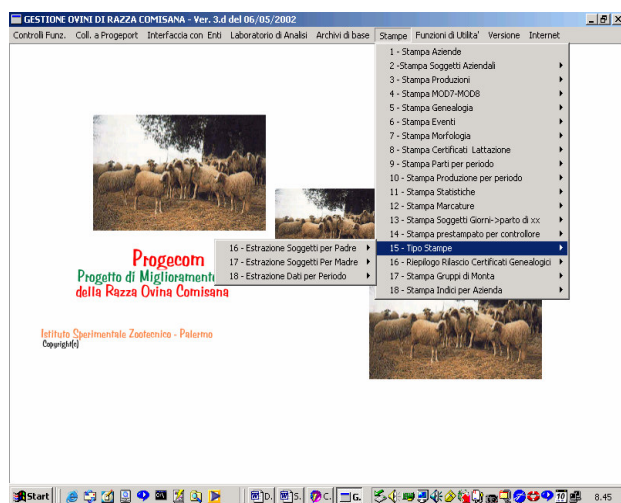 GESTIONE OVINI DI RAZZA COMISANA - Ver. 3.d del 06/05/2002
Controlli Funz. Coll. a Progeport Interfaccia con Enti Laboratorio di Analisi Archivi di base Stampe Funzioni di Utilita' Versione Internet
1 - Stampa Aziende
2 -Stampa Soggetti Aziendali
3 - Stampa Produzioni
4 - Stampa MOD7-MOD8
5 - Stampa Genealogia
6 - Stampa Eventi
7 - Stampa Morfologia
8 - Stampa Certificati Lattazione
9 - Stampa Parti per periodo
10 - Stampa Produzione per periodo
11 - Stampa Statistiche
12 - Stampa Marcature
13 - Stampa Soggetti Giorni->parto di xx
14 - Stampa prestampato per controllore
15 - Tipo Stampe
16 - Riepilogo Rilascio Certificati Genealogici
17 - Stampa Gruppi di Monta
18 - Stampa Indici per Azienda
16 - Estrazione Soggetti per Padre
17 - Estrazione Soggetti Per Madre
18 - Estrazione Dati per Periodo
Progecom
Progetto di Miglioramento
della Razza Ovina Comisana
Istituto Sperimentale Zootecnico - Palermo
Copyright(c)
Start D. S. C. G. 8.45